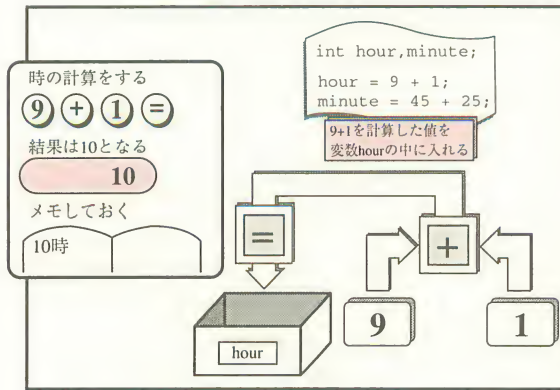 時の計算をする
9 + 1 =
結果は10となる
10
メモしておく
10時
int hour,minute;
hour = 9 + 1;
minute = 45 + 25;
9+1を計算した値を
変数hourの中に入れる
=
+
9
1
hour